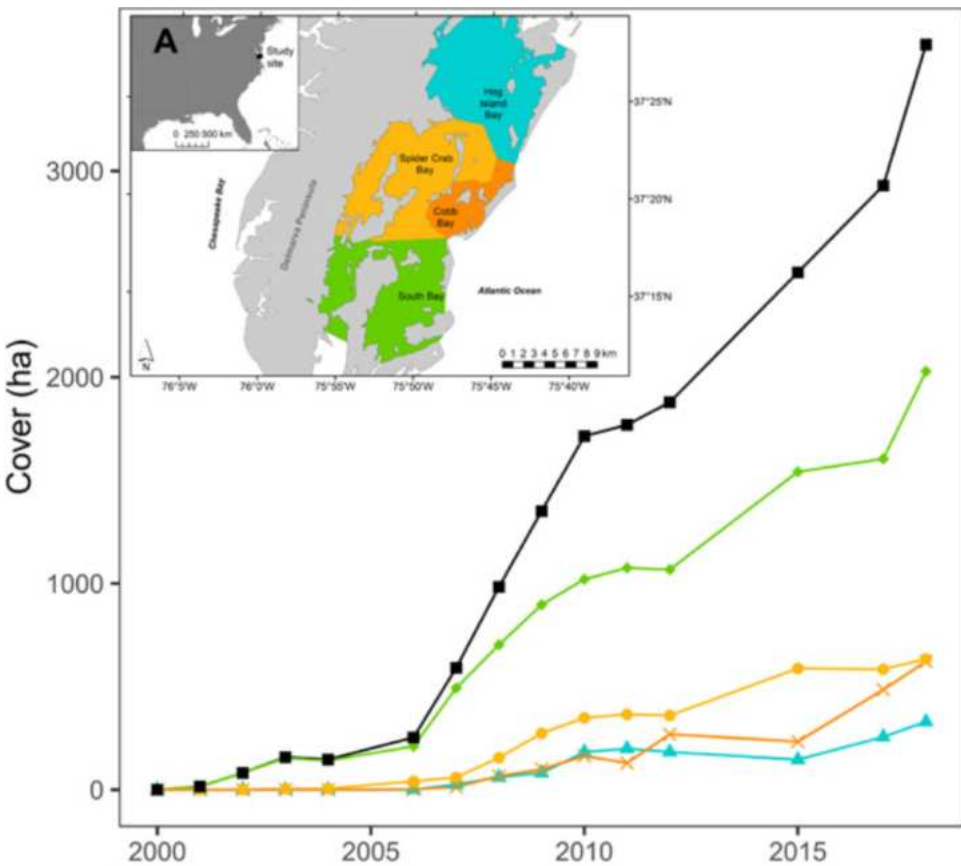 A
Study
site
0 250 500 km
Hog
Island
Bay
Spider Crab
Bay
Cobb
Bay
South Bay
Chesapeake Bay
Delmarva Peninsula
Atlantic Ocean
N
0 1 2 3 4 5 6 7 8 9 km
37°25'N
37°20'N
37°15'N
76°5'W
76°0'W
75°55'W
75°50'W
75°45'W
75°40'W
Cover (ha)
3000
2000
1000
0
2000
2005
2010
2015